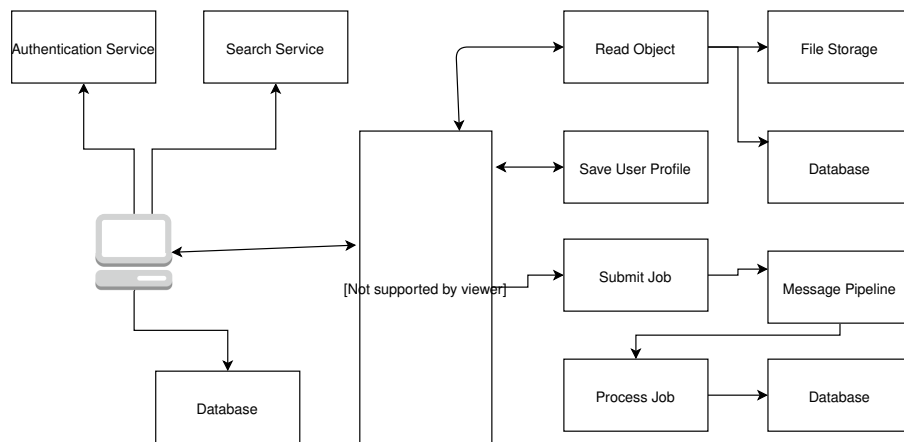 Authentication Service
Search Service
Read Object
File Storage
Save User Profile
Database
[Not supported by viewer]
Submit Job
Message Pipeline
Database
Process Job
Database